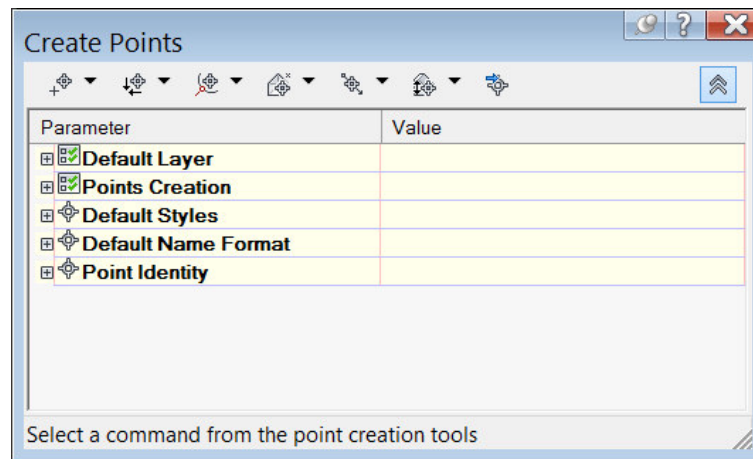 Create Points
Parameter Value
Default Layer
Points Creation
Default Styles
Default Name Format
Point Identity
Select a command from the point creation tools